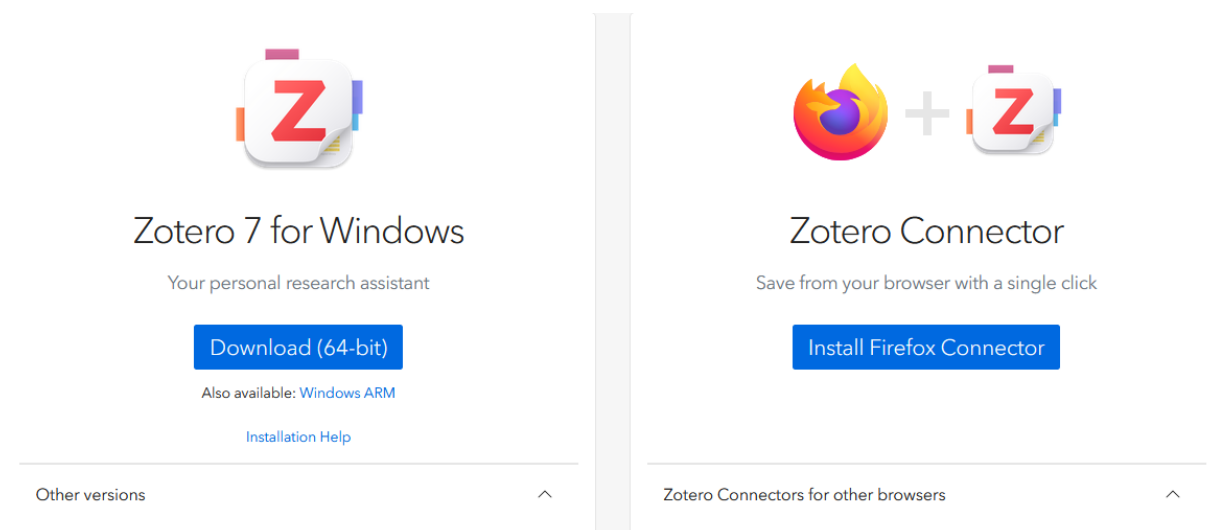 Z
Zotero 7 for Windows
Your personal research assistant
Download (64-bit)
Also available: Windows ARM
Installation Help
Other versions
Z
Zotero Connector
Save from your browser with a single click
Install Firefox Connector
Zotero Connectors for other browsers